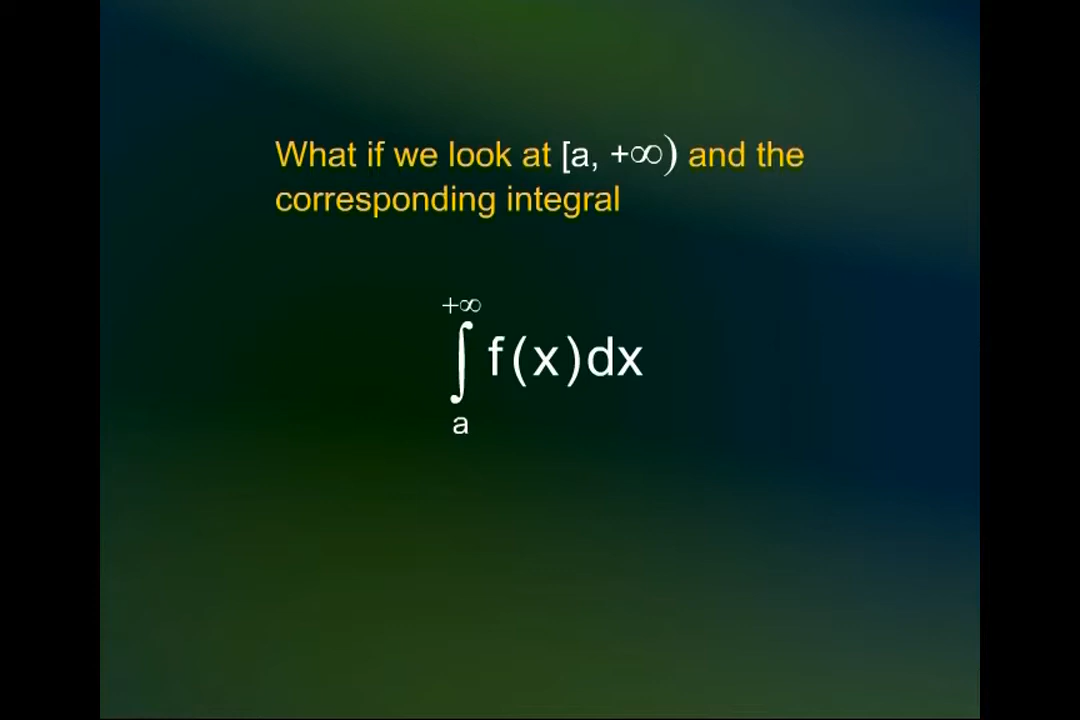 What if we look at [a, +∞) and the
corresponding integral
+∞
∫ f(x)dx
a